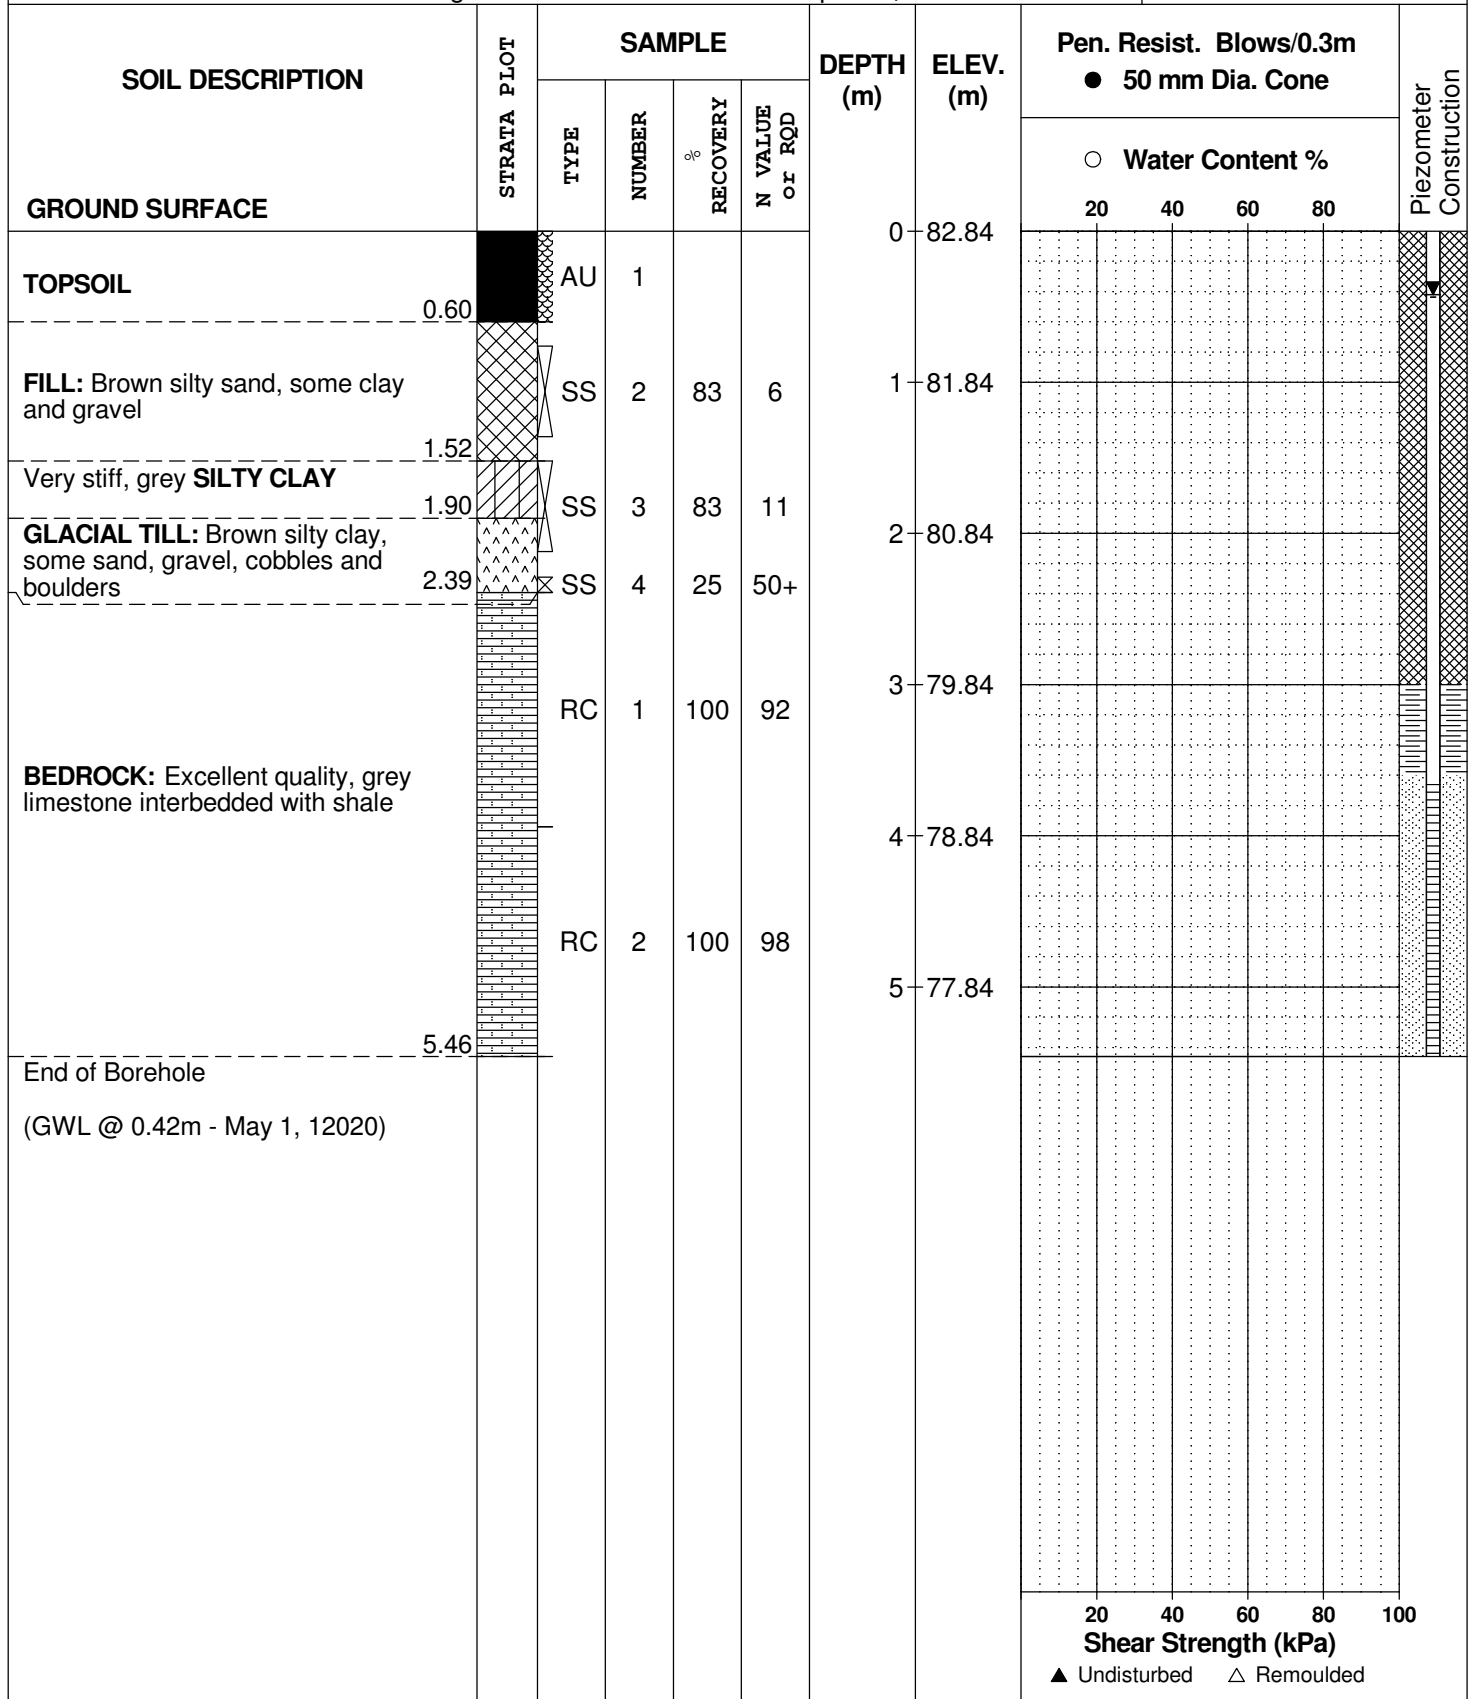 SOIL DESCRIPTION
GROUND SURFACE
STRATA PLOT
SAMPLE
TYPE
NUMBER
%
RECOVERY
N VALUE
or RQD
DEPTH
(m)
ELEV.
(m)
Pen. Resist. Blows/0.3m
● 50 mm Dia. Cone
○ Water Content %
20 40 60 80
Piezometer
Construction
0 82.84
TOPSOIL
0.60
AU 1
FILL: Brown silty sand, some clay
and gravel
1.52
SS 2 83 6
1 81.84
Very stiff, grey SILTY CLAY
1.90
SS 3 83 11
GLACIAL TILL: Brown silty clay,
some sand, gravel, cobbles and
boulders
2.39
2 80.84
SS 4 25 50+
3 79.84
RC 1 100 92
BEDROCK: Excellent quality, grey
limestone interbedded with shale
4 78.84
RC 2 100 98
5 77.84
5.46
End of Borehole
(GWL @ 0.42m - May 1, 12020)
20 40 60 80 100
Shear Strength (kPa)
▲ Undisturbed △ Remoulded